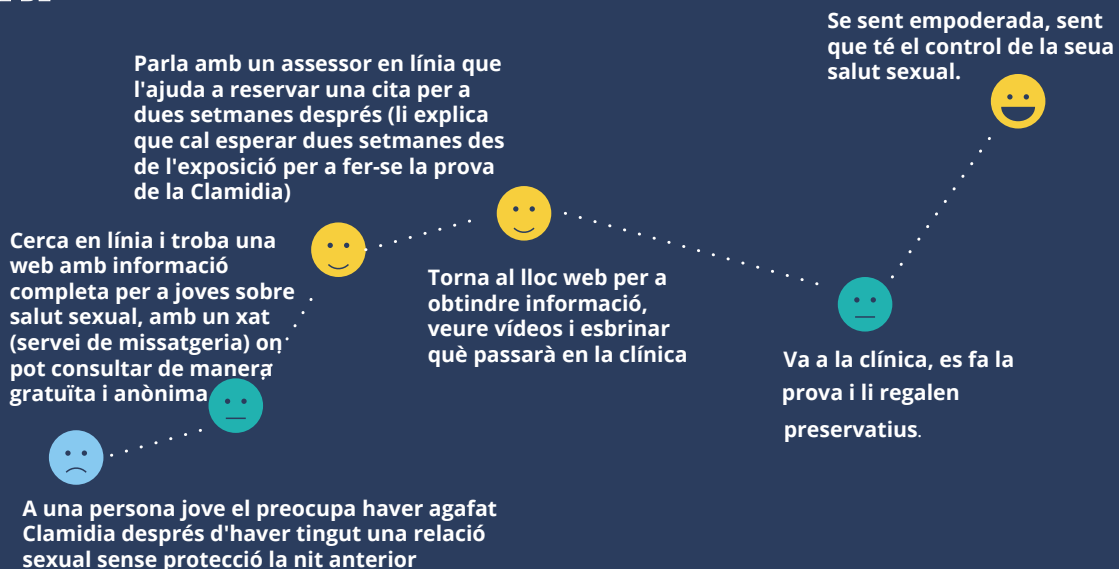 Se sent empoderada, sent
que té el control de la seua
salut sexual.
Parla amb un assessor en línia que
l'ajuda a reservar una cita per a
dues setmanes després (li explica
que cal esperar dues setmanes des
de l'exposició per a fer-se la prova
de la Clamidia)
Cerca en línia i troba una
web amb informació
completa per a joves sobre
salut sexual, amb un xat
(servei de missatgeria) on
pot consultar de manera
gratuïta i anònima
Torna al lloc web per a
obtindre informació,
veure vídeos i esbrinar
què passarà en la clínica
Va a la clínica, es fa la
prova i li regalen
preservatius.
A una persona jove el preocupa haver agafat
Clamidia després d'haver tingut una relació
sexual sense protecció la nit anterior